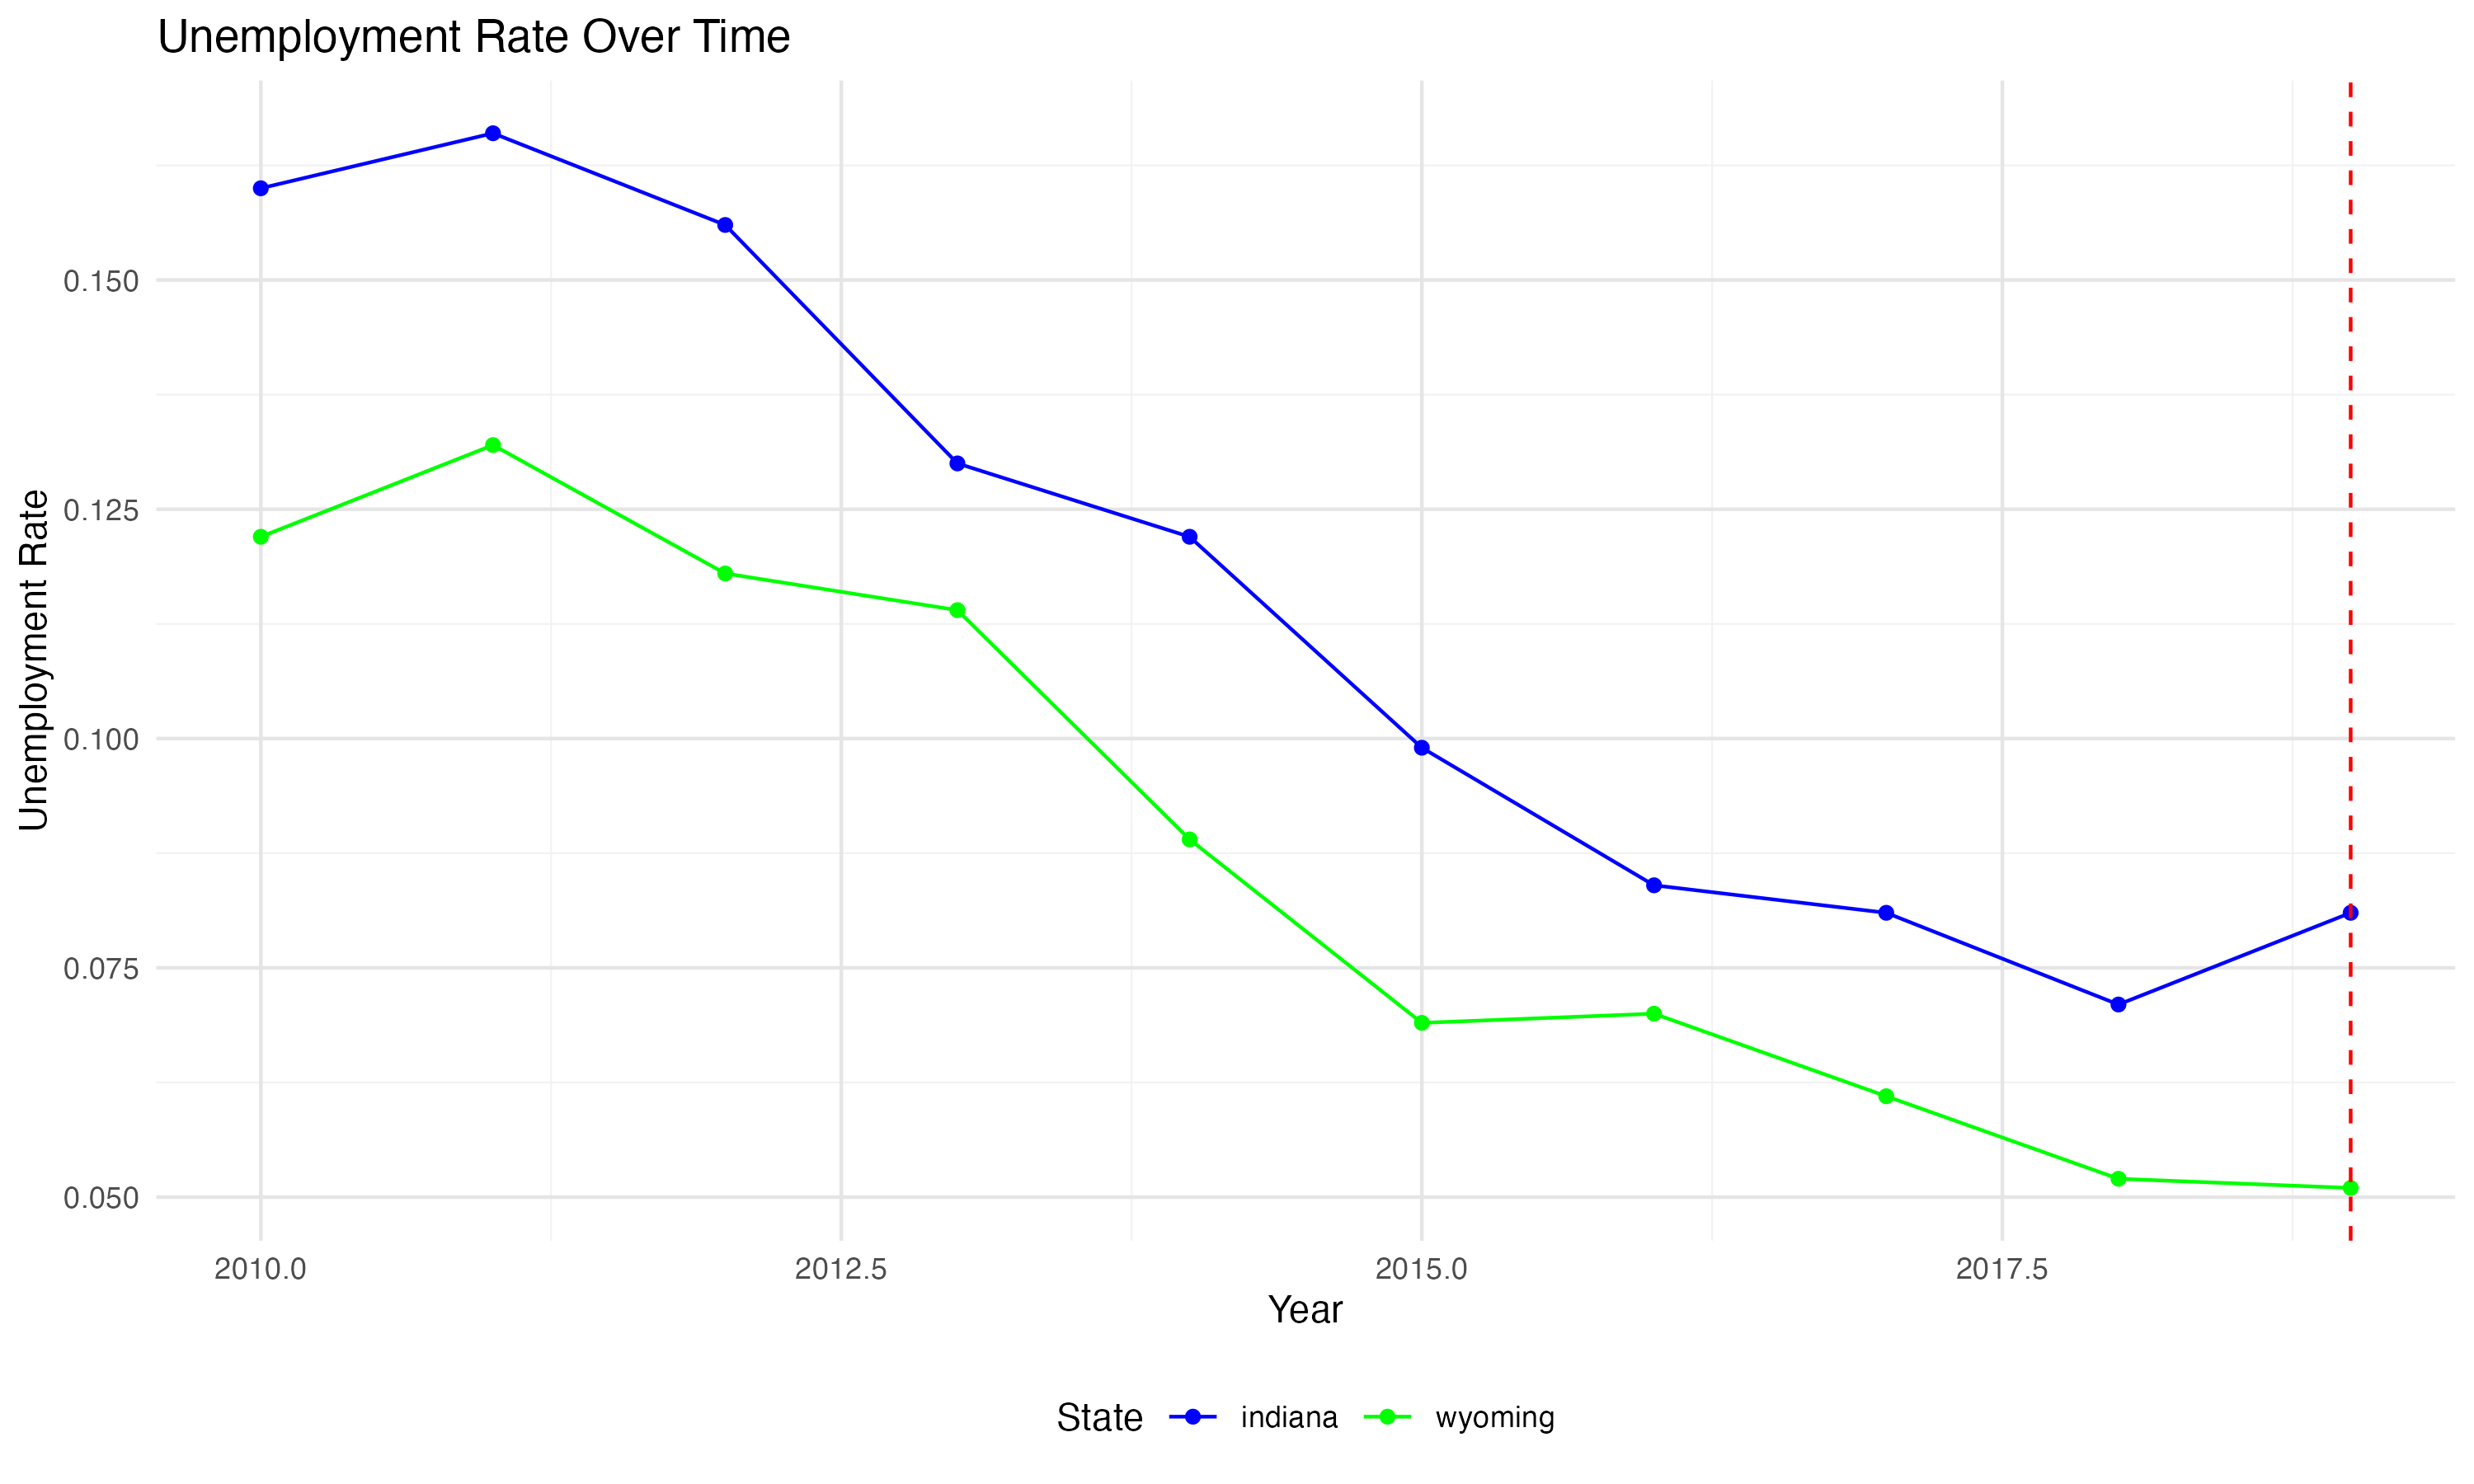 Unemployment Rate Over Time
Unemployment Rate
0.150
0.125
0.100
0.075
0.050
2010.0 2012.5 2015.0 2017.5
Year
State indiana wyoming